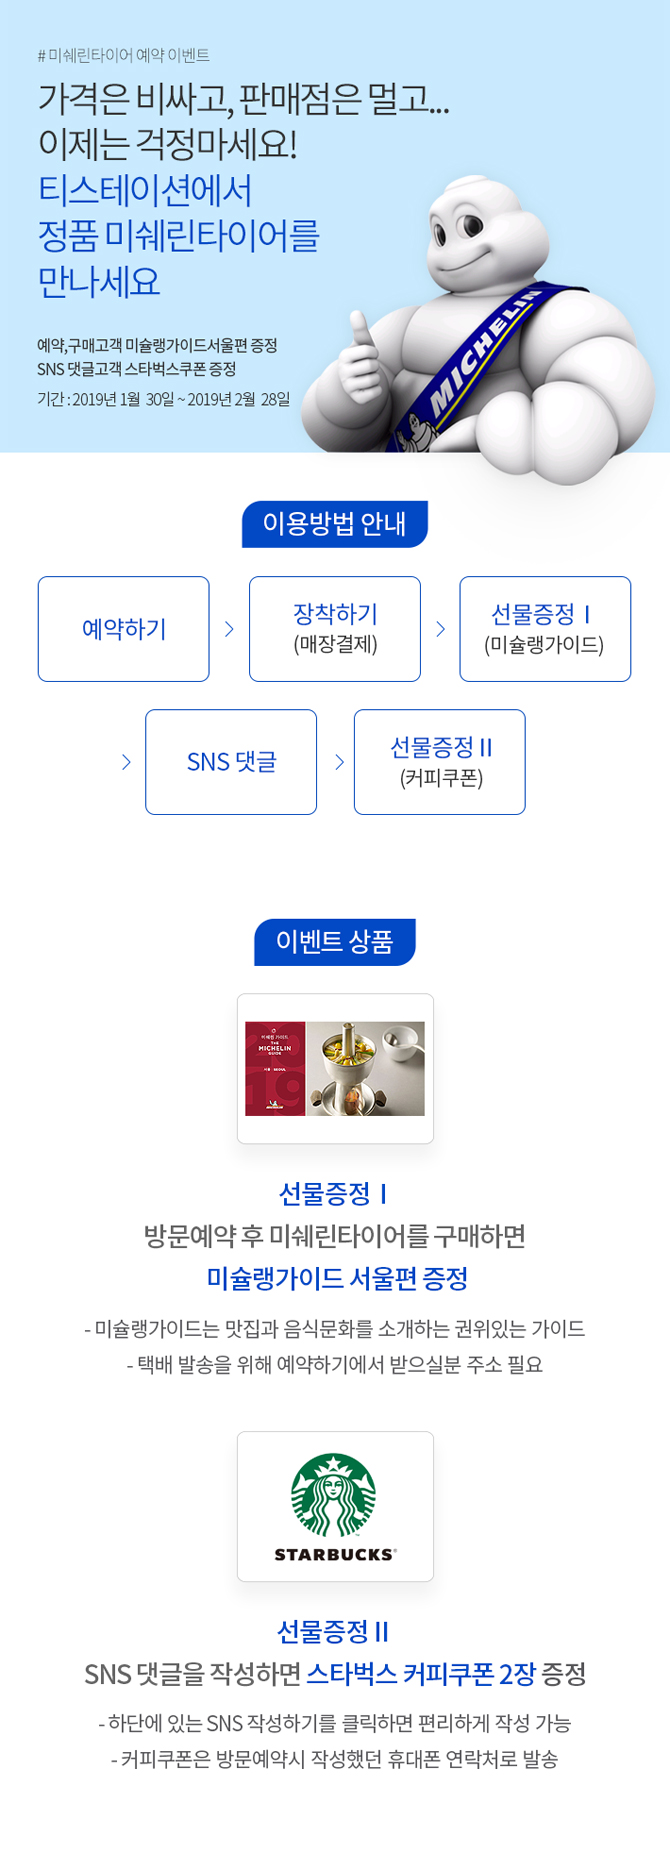 # 미쉐린타이어 예약 이벤트
가격은 비싸고, 판매점은 멀고...
이제는 걱정마세요!
티스테이션에서
정품 미쉐린타이어를
만나세요
예약,구매고객 미슐랭가이드서울편 증정
SNS 댓글고객 스타벅스쿠폰 증정
기간 : 2019년 1월 30일 ~ 2019년 2월 28일
MICHELIN
이용방법 안내
예약하기
장착하기
(매장결제)
선물증정 I
(미슐랭가이드)
SNS 댓글
선물증정 II
(커피쿠폰)
이벤트 상품
미쉐린 가이드
THE
MICHELIN
GUIDE
서울 SEOUL
2019
선물증정 I
방문예약 후 미쉐린타이어를 구매하면
미슐랭가이드 서울편 증정
- 미슐랭가이드는 맛집과 음식문화를 소개하는 권위있는 가이드
- 택배 발송을 위해 예약하기에서 받으실분 주소 필요
STARBUCKS®
선물증정 II
SNS 댓글을 작성하면 스타벅스 커피쿠폰 2장 증정
- 하단에 있는 SNS 작성하기를 클릭하면 편리하게 작성 가능
- 커피쿠폰은 방문예약시 작성했던 휴대폰 연락처로 발송